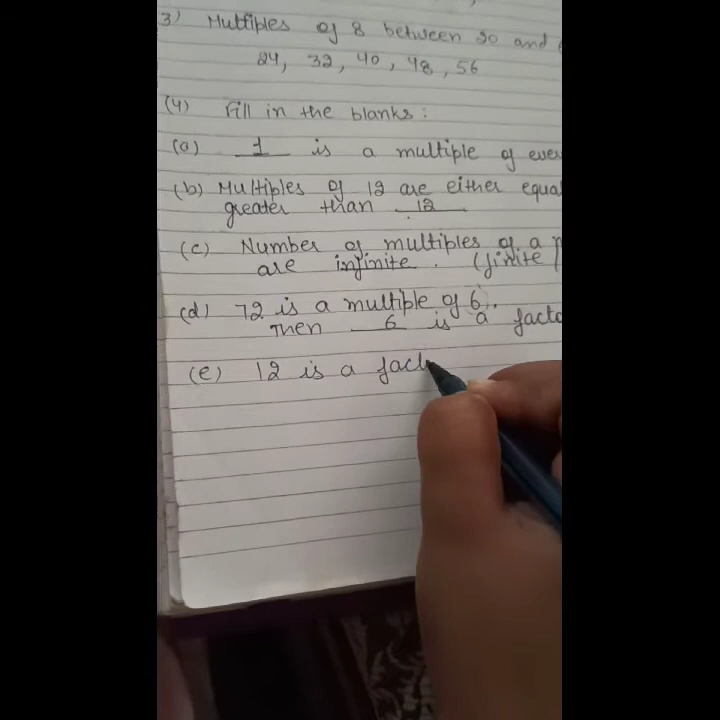 3) Multiples of 8 between 20 and
24, 32, 40, 48, 56
(4) Fill in the blanks:
(a) 1 is a multiple of ever
(b) Multiples of 12 are either equal
greater than 12
(c) Number of multiples of a
are infinite. (finite /
(d) 72 is a multiple of 6.
Then 6 is a facto
(e) 12 is a fact